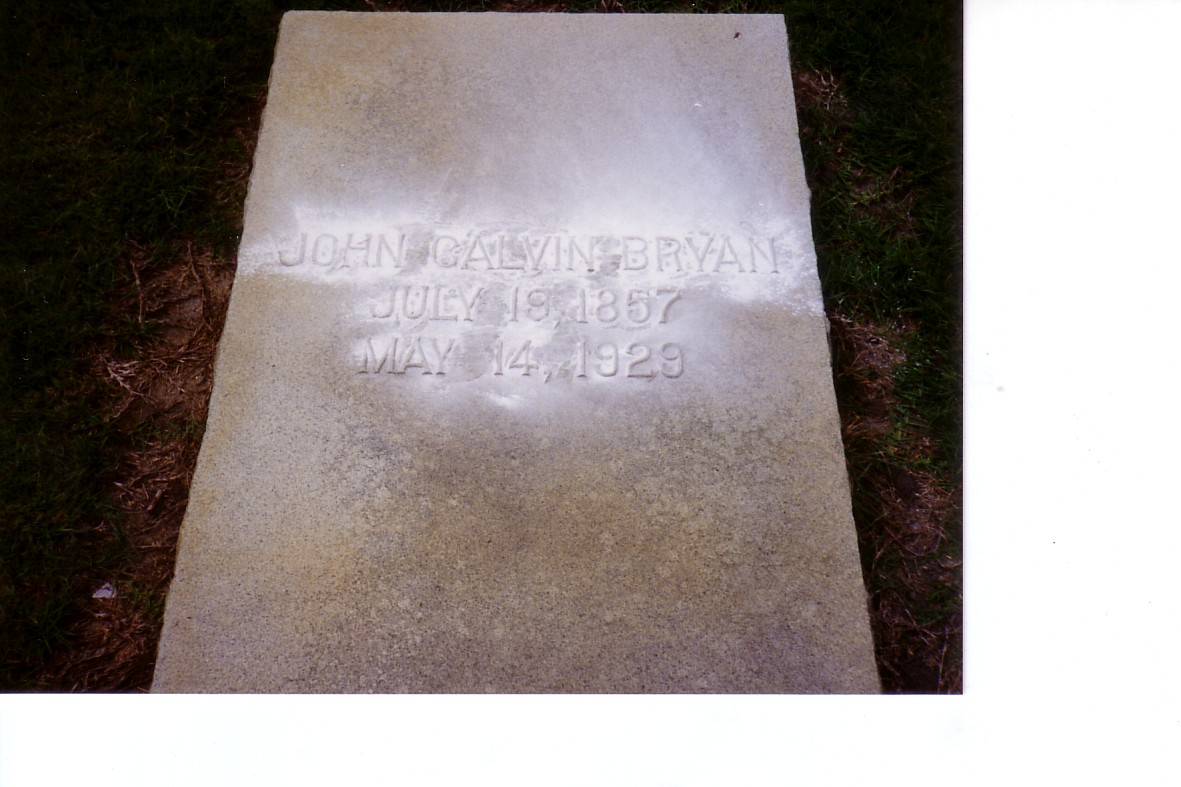 JOHN CALVIN BRYAN
JULY 19, 1857
MAY 14, 1929